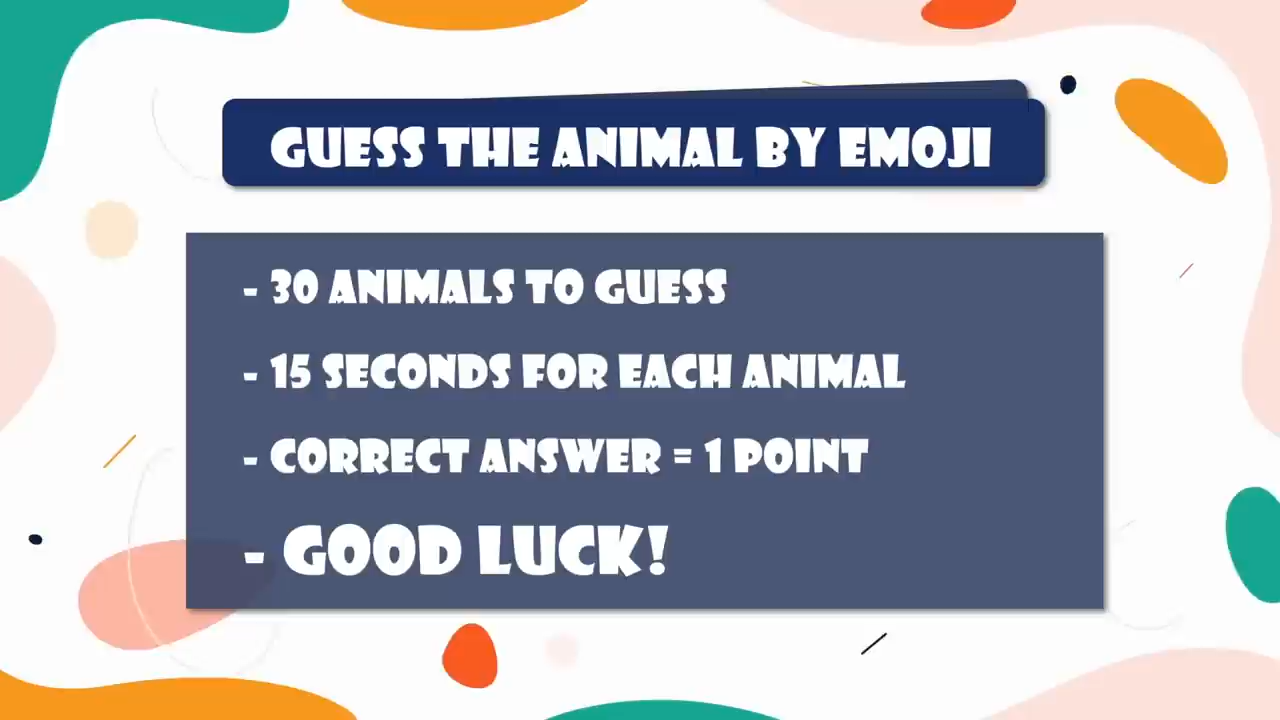 GUESS THE ANIMAL BY EMOJI
- 30 ANIMALS TO GUESS
- 15 SECONDS FOR EACH ANIMAL
- CORRECT ANSWER = 1 POINT
- GOOD LUCK!